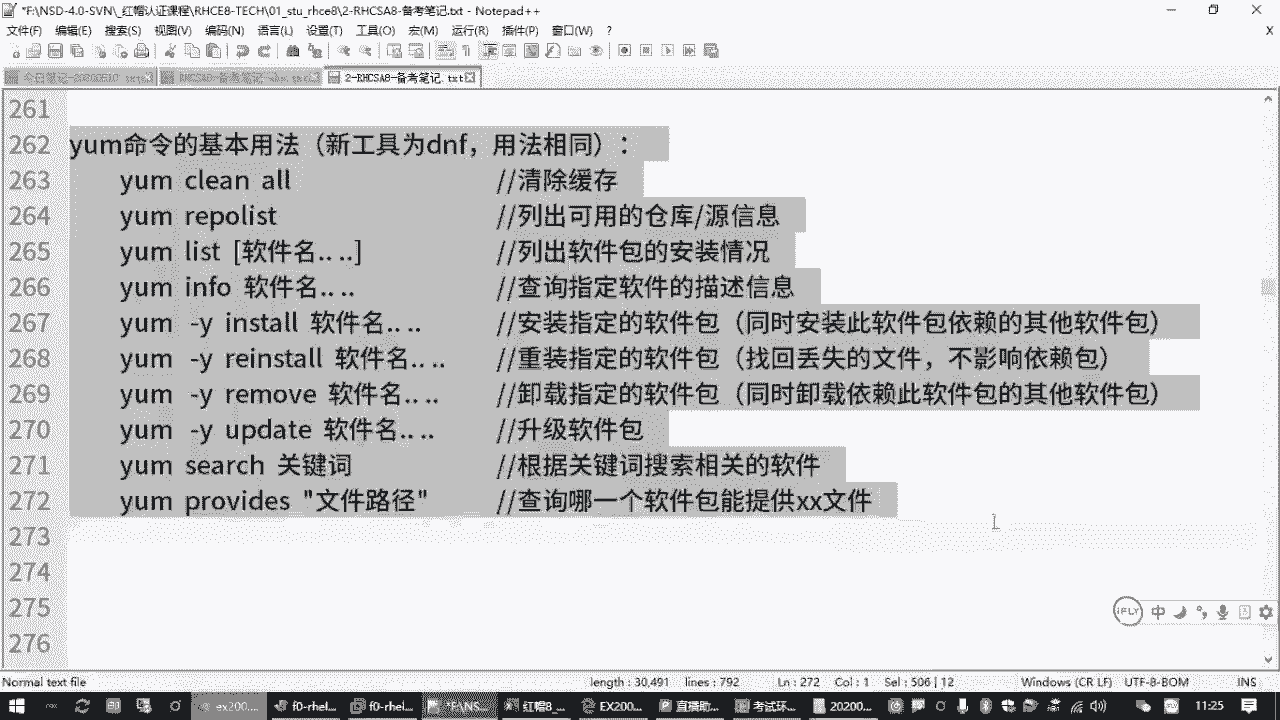 *F:\NSD-4.0-SVN\_红帽认证课程\RHCE8-TECH\01_stu_rhce8\2-RHCSA8-备考笔记.txt - Notepad++
文件(F) 编辑(E) 搜索(S) 视图(V) 编码(N) 语言(L) 设置(T) 工具(O) 宏(M) 运行(R) 插件(P) 窗口(W) ? X
2-RHCSA8-备考笔记.txt
261
262 yum命令的基本用法（新工具为dnf，用法相同）：
263 yum clean all //清除缓存
264 yum repolist //列出可用的仓库/源信息
265 yum list [软件名.. ..] //列出软件包的安装情况
266 yum info 软件名.. .. //查询指定软件的描述信息
267 yum -y install 软件名.. .. //安装指定的软件包（同时安装此软件包依赖的其他软件包）
268 yum -y reinstall 软件名.. .. //重装指定的软件包（找回丢失的文件，不影响依赖包）
269 yum -y remove 软件名.. .. //卸载指定的软件包（同时卸载依赖此软件包的其他软件包）
270 yum -y update 软件名.. .. //升级软件包
271 yum search 关键词 //根据关键词搜索相关的软件
272 yum provides "文件路径" //查询哪一个软件包能提供xx文件
273
274
275
276
iFLY 中
Normal text file length : 30,491 lines : 792 Ln : 272 Col : 1 Sel : 506 | 12 Windows (CR LF) UTF-8-BOM INS
ex200... f0-rhel... f0-rhel... *F:\NS... 红帽8_... EX200... 直播助... 考试环... 20200... 11:25